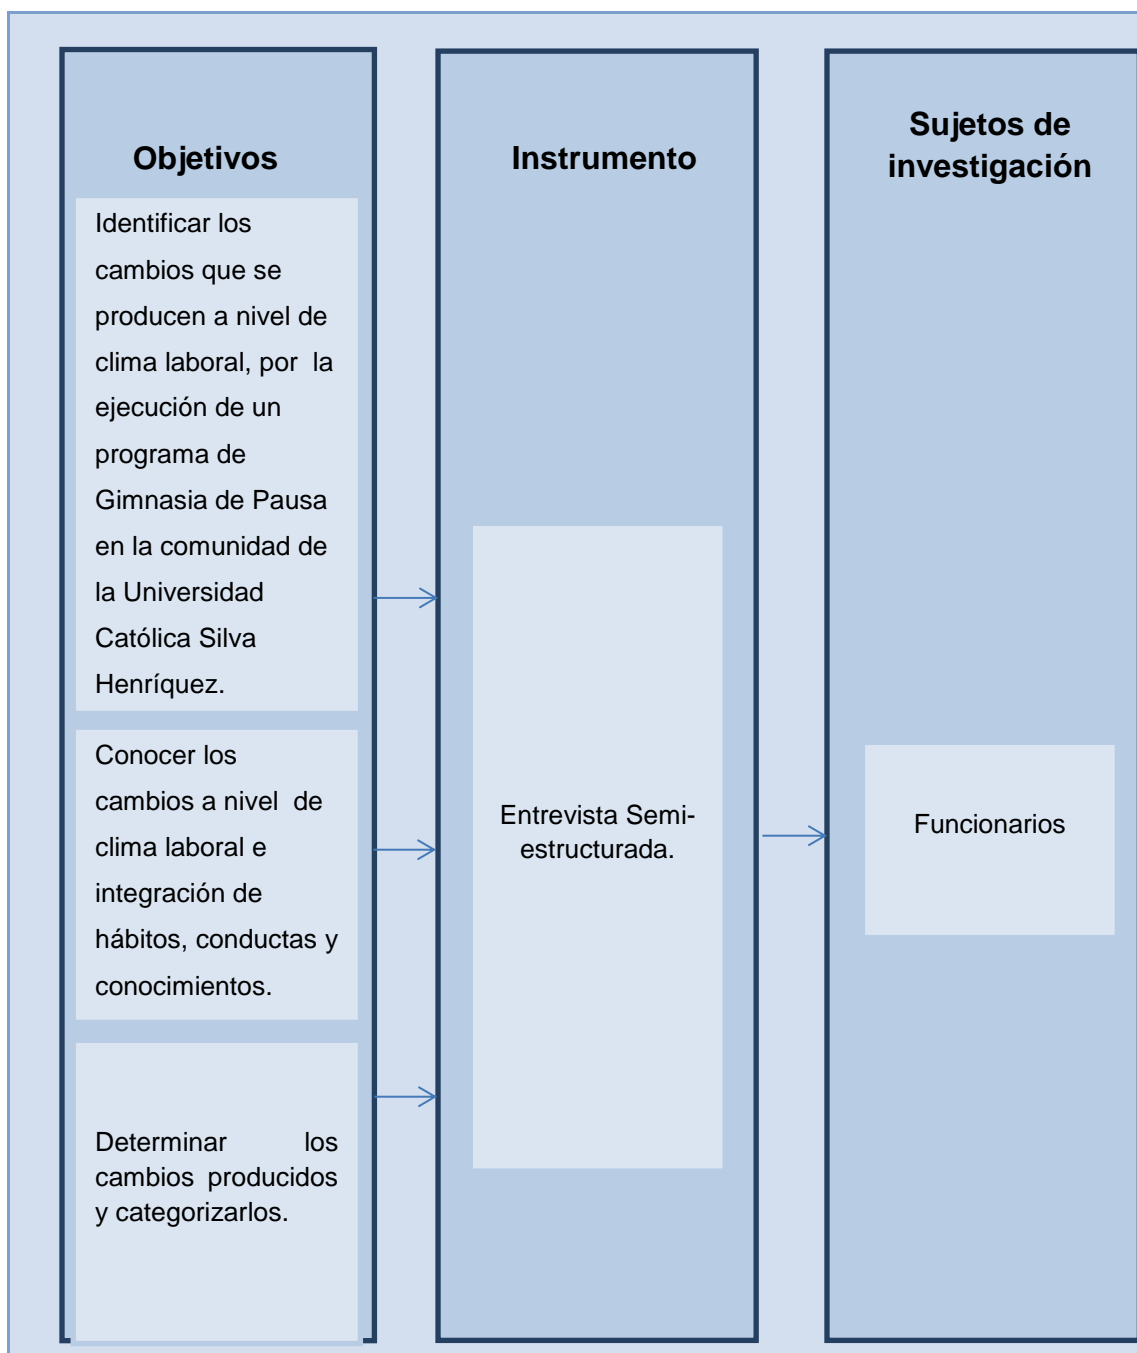 Objetivos
Identificar los
cambios que se
producen a nivel de
clima laboral, por la
ejecución de un
programa de
Gimnasia de Pausa
en la comunidad de
la Universidad
Católica Silva
Henríquez.
Conocer los
cambios a nivel de
clima laboral e
integración de
hábitos, conductas y
conocimientos.
Determinar los
cambios producidos
y categorizarlos.
Instrumento
Entrevista Semi-
estructurada.
Sujetos de
investigación
Funcionarios